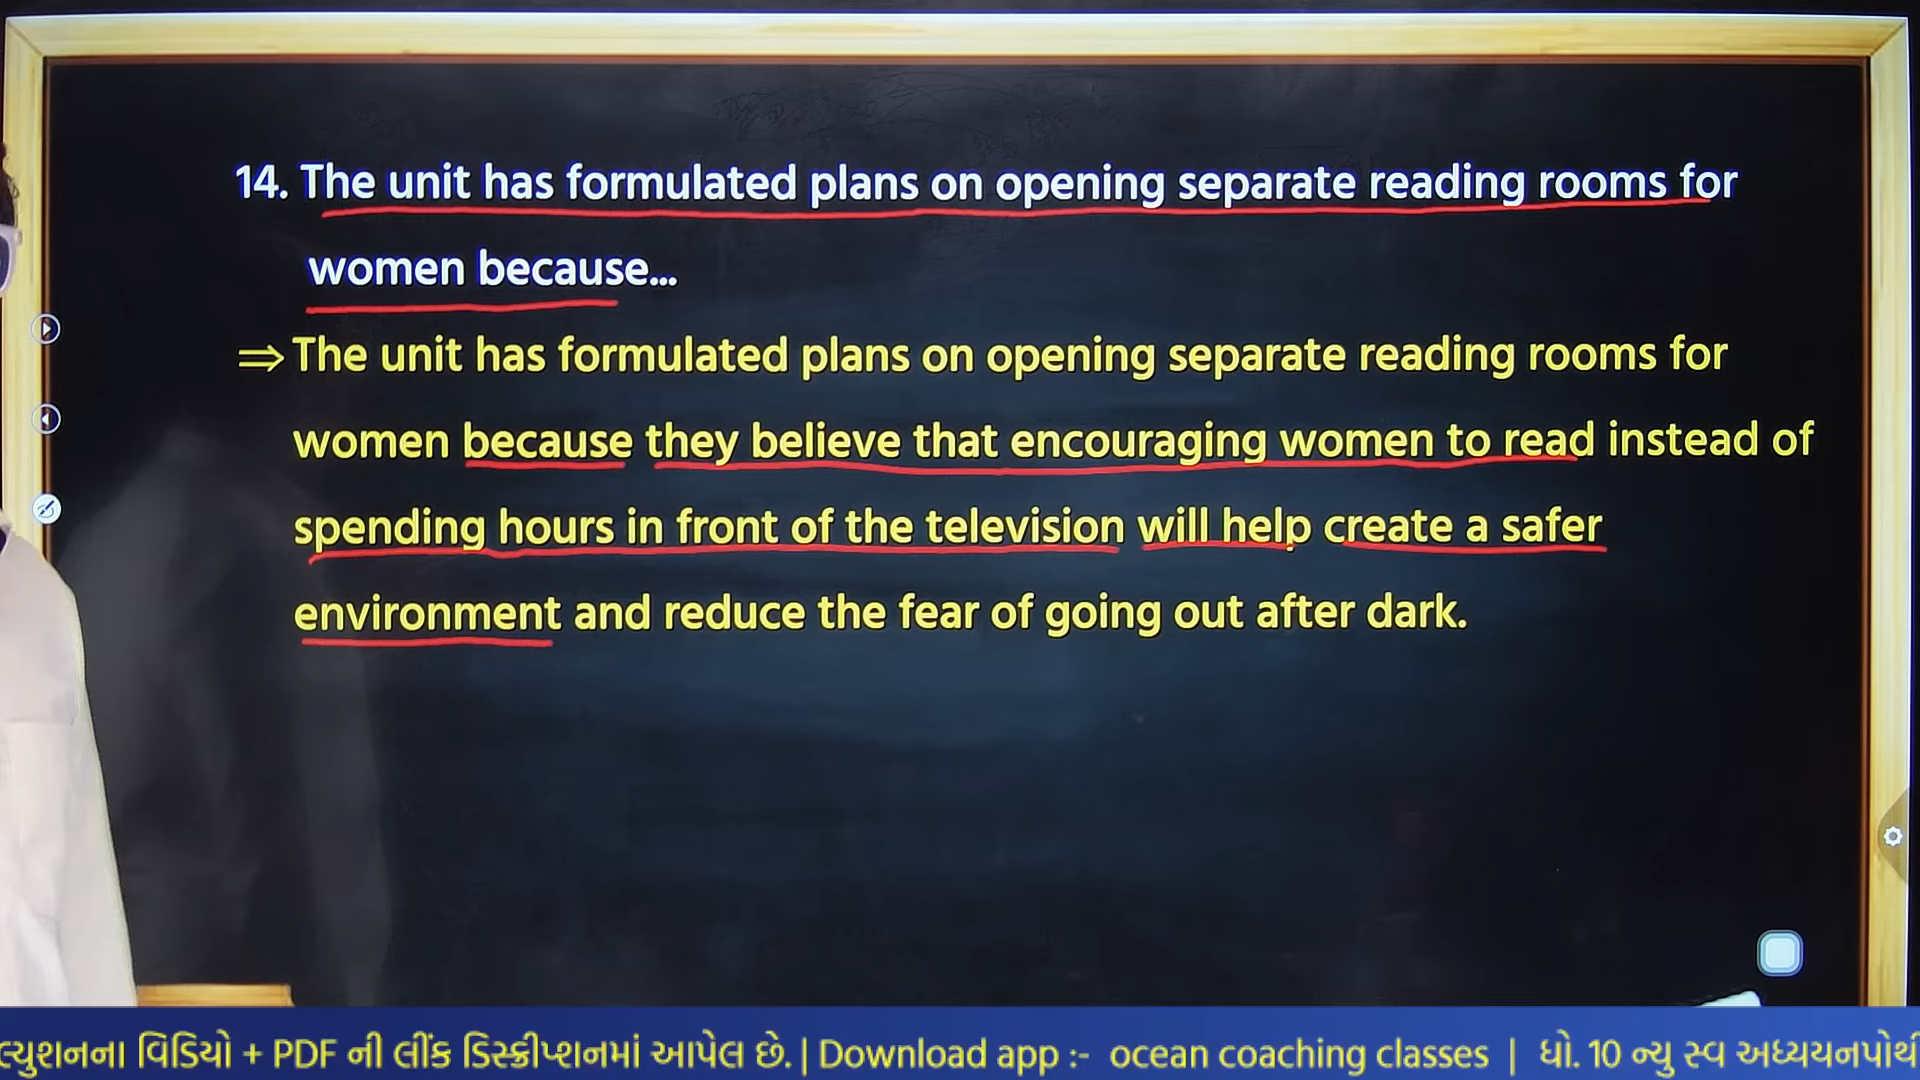 14. The unit has formulated plans on opening separate reading rooms for
women because...
⇒ The unit has formulated plans on opening separate reading rooms for
women because they believe that encouraging women to read instead of
spending hours in front of the television will help create a safer
environment and reduce the fear of going out after dark.
વિડિયો + PDF ની લીંક ડિસ્ક્રીપ્શનમાં આપેલ છે. | Download app :- ocean coaching classes | ધો. 10 ન્યુ સ્વ અધ્યયનપોથી